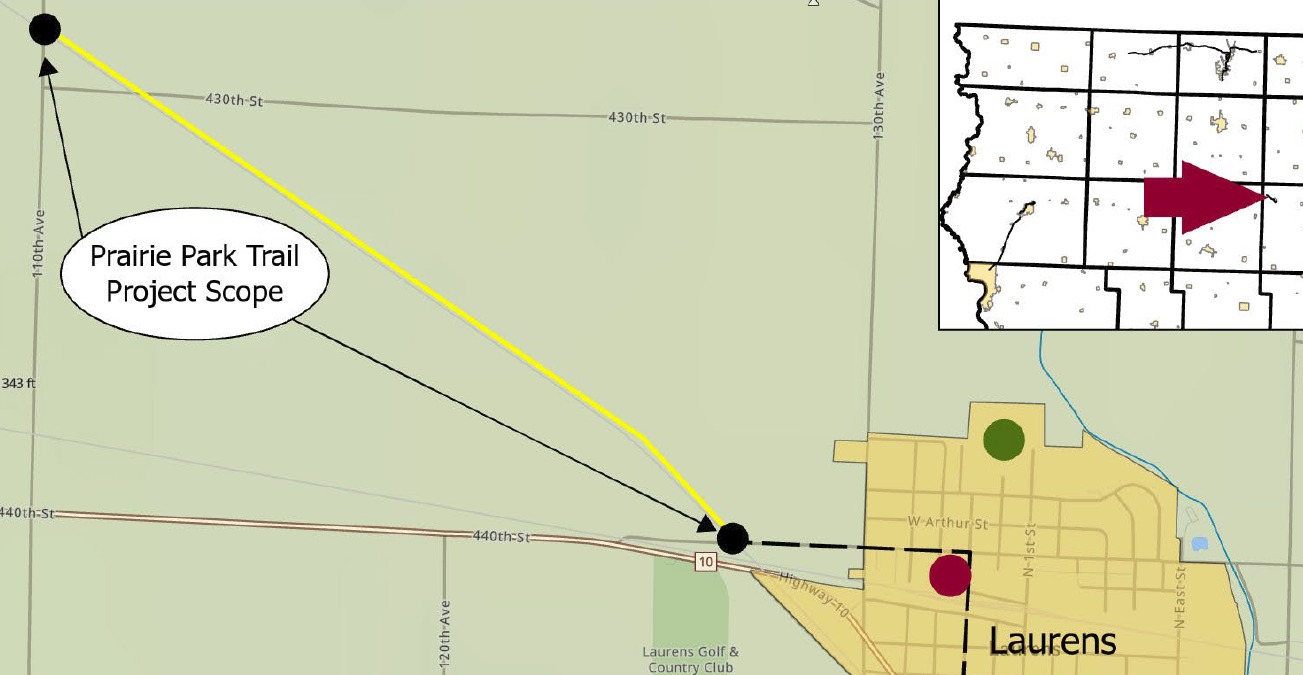 430th St
430th St
130th Ave
110th Ave
Prairie Park Trail
Project Scope
343 ft
440th St
440th St
10
120th Ave
Highway 10
Laurens Golf &
Country Club
W Arthur St
N 1st St
N East St
Laurens
Laurens